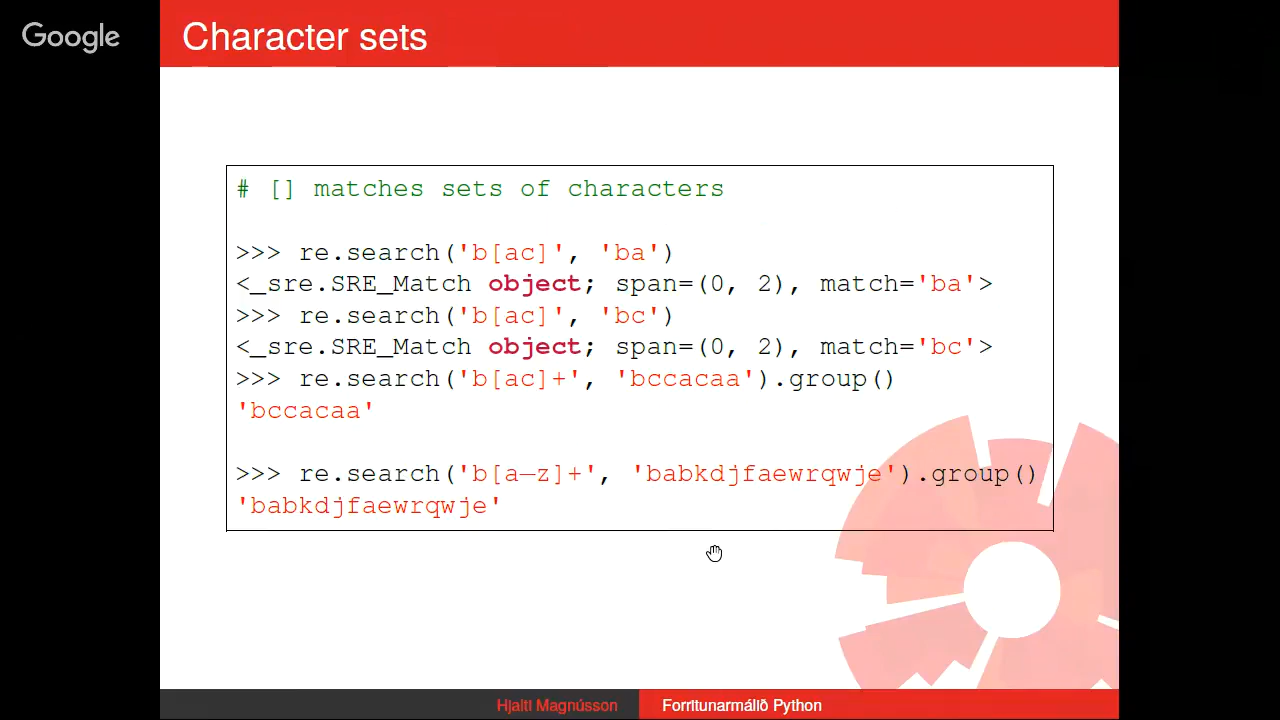 Google
Character sets
# [] matches sets of characters
>>> re.search('b[ac]', 'ba')
<_sre.SRE_Match object; span=(0, 2), match='ba'>
>>> re.search('b[ac]', 'bc')
<_sre.SRE_Match object; span=(0, 2), match='bc'>
>>> re.search('b[ac]+', 'bccacaa').group()
'bccacaa'
>>> re.search('b[a−z]+', 'babkdjfaewrqwje').group()
'babkdjfaewrqwje'
Hjalti Magnússon
Forritunarmálið Python